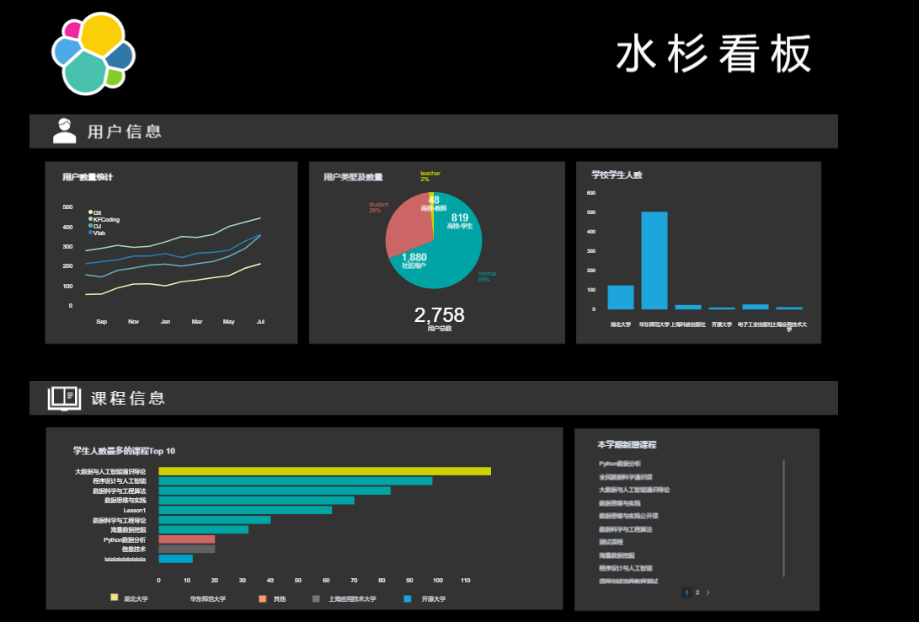 水杉看板
用户信息
用户数量统计
500
400
300
200
100
0
Git
KFCoding
OJ
Vlab
Sep Nov Jan Mar May Jul
用户类型及数量
teacher
2%
student
29%
48
高校-教师
819
高校-学生
1,880
社区用户
normal
69%
2,758
用户总数
学校学生人数
600
500
400
300
200
100
0
湖北大学 华东师范大学 上海科技出版社 开源大学 电子工业出版社 上海应用技术大学
课程信息
学生人数最多的课程Top 10
大数据与人工智能通识导论
程序设计与人工智能
数据科学与工程算法
数据思维与实践
Lesson1
数据科学与工程导论
海量数据挖掘
Python数据分析
信息技术
0 10 20 30 40 50 60 70 80 90 100 110
湖北大学 华东师范大学 其他 上海应用技术大学 开源大学
本学期新增课程
Python数据分析
全民数据科学通识课
大数据与人工智能通识导论
数据思维与实践
数据思维与实践公开课
数据科学与工程算法
测试课程
海量数据挖掘
程序设计与人工智能
1 2